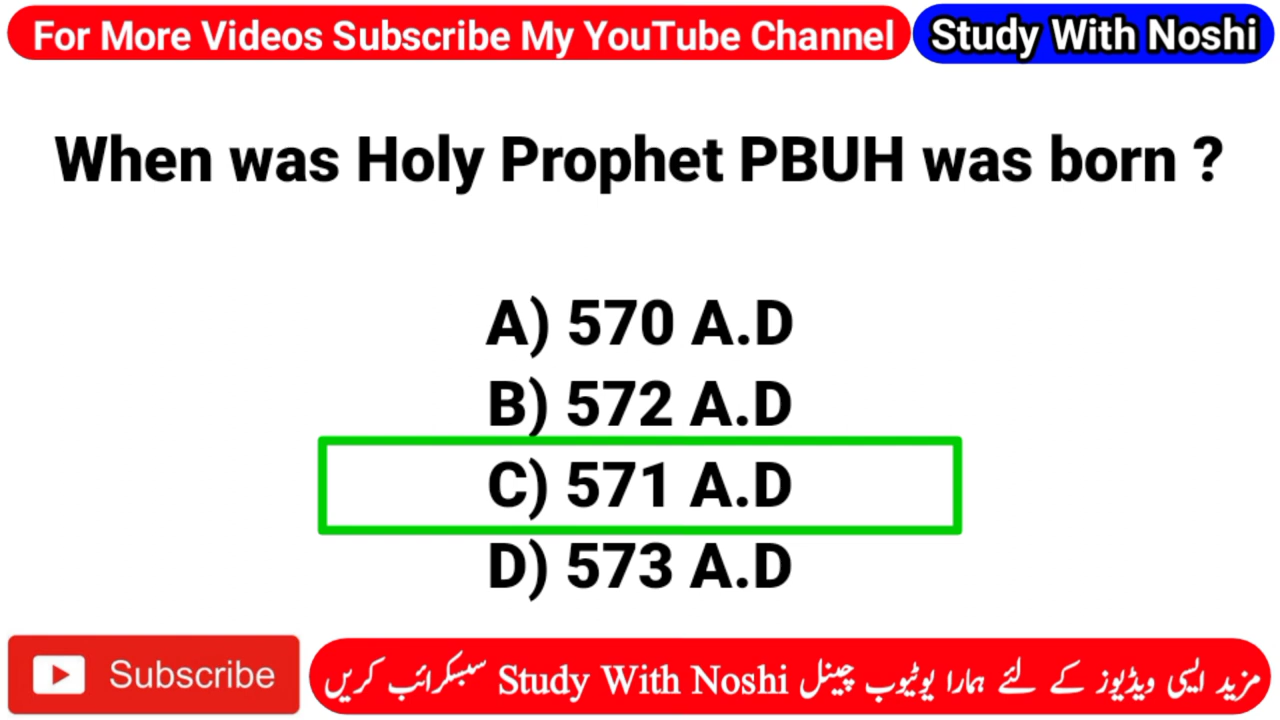 For More Videos Subscribe My YouTube Channel
Study With Noshi
When was Holy Prophet PBUH was born ?
A) 570 A.D
B) 572 A.D
C) 571 A.D
D) 573 A.D
Subscribe
مزید ایسی ویڈیوز کے لئے ہمارا یوٹیوب چینل Study With Noshi سبسکرائب کریں